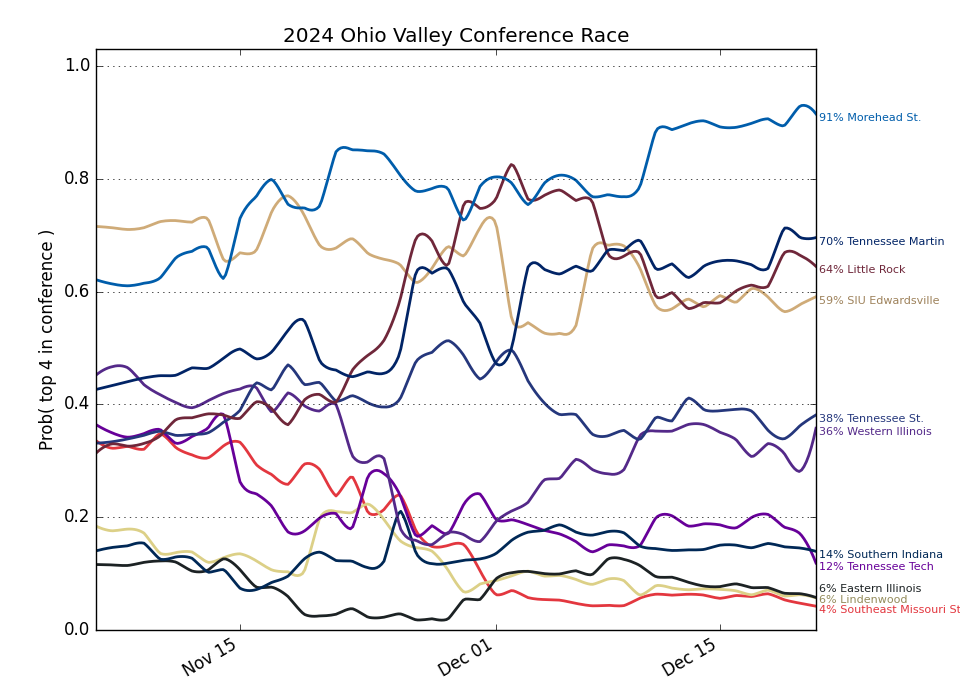 2024 Ohio Valley Conference Race
Prob( top 4 in conference )
1.0
0.8
0.6
0.4
0.2
0.0
Nov 15
Dec 01
Dec 15
91% Morehead St.
70% Tennessee Martin
64% Little Rock
59% SIU Edwardsville
38% Tennessee St.
36% Western Illinois
14% Southern Indiana
12% Tennessee Tech
6% Eastern Illinois
6% Lindenwood
4% Southeast Missouri St